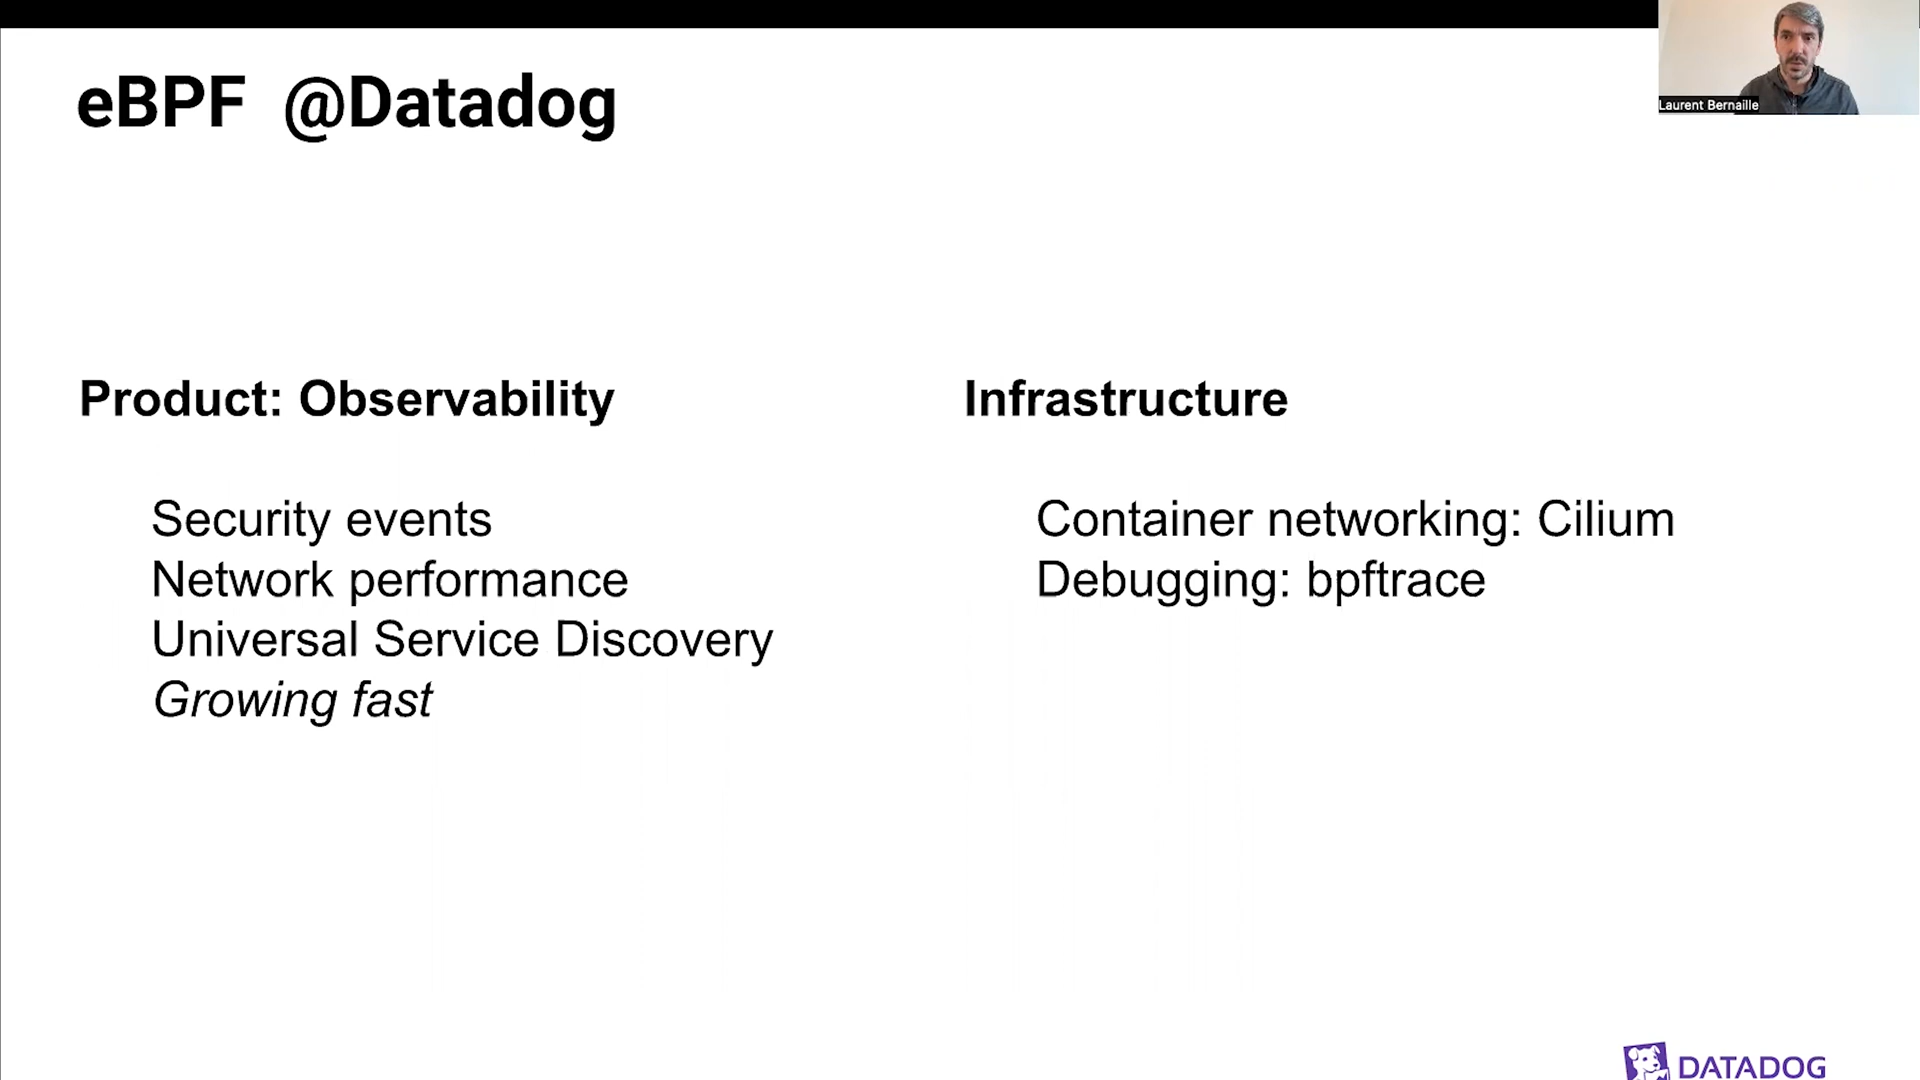 eBPF @Datadog
Laurent Bernaille
Product: Observability
Security events
Network performance
Universal Service Discovery
Growing fast
Infrastructure
Container networking: Cilium
Debugging: bpftrace
DATADOG